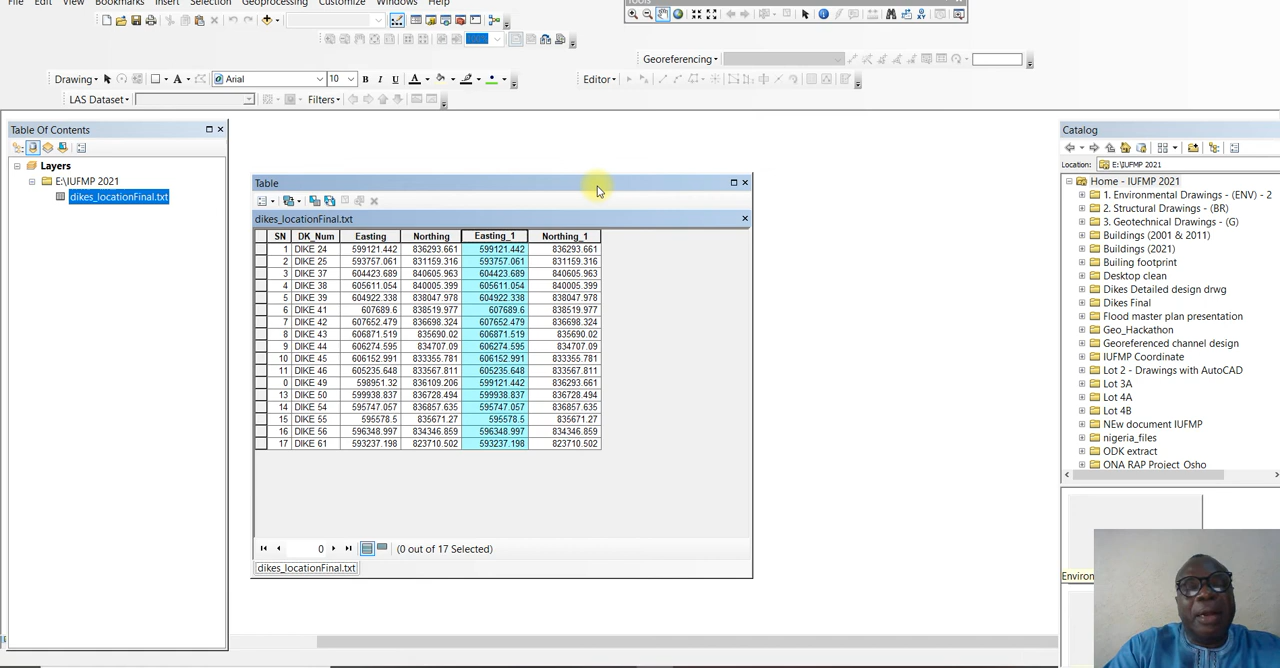 File Edit View Bookmarks Insert Selection Geoprocessing Customize Windows Help
Tools
Georeferencing
Drawing Arial 10 B I U A
Editor
LAS Dataset Filters
Table Of Contents
Layers
E:\IUFMP 2021
dikes_locationFinal.txt
Table
dikes_locationFinal.txt
SN DK_Num Easting Northing Easting_1 Northing_1
1 DIKE 24 599121.442 836293.661 599121.442 836293.661
2 DIKE 25 593757.061 831159.316 593757.061 831159.316
3 DIKE 37 604423.689 840605.963 604423.689 840605.963
4 DIKE 38 605611.054 840005.399 605611.054 840005.399
5 DIKE 39 604922.338 838047.978 604922.338 838047.978
6 DIKE 41 607689.6 838519.977 607689.6 838519.977
7 DIKE 42 607652.479 836698.324 607652.479 836698.324
8 DIKE 43 606871.519 835690.02 606871.519 835690.02
9 DIKE 44 606274.595 834707.09 606274.595 834707.09
10 DIKE 45 606152.991 833355.781 606152.991 833355.781
11 DIKE 46 605235.648 833567.811 605235.648 833567.811
0 DIKE 49 598951.32 836109.206 599121.442 836293.661
13 DIKE 50 599938.837 836728.494 599938.837 836728.494
14 DIKE 54 595747.057 836857.635 595747.057 836857.635
15 DIKE 55 595578.5 835671.27 595578.5 835671.27
16 DIKE 56 596348.997 834346.859 596348.997 834346.859
17 DIKE 61 593237.198 823710.502 593237.198 823710.502
0 (0 out of 17 Selected)
dikes_locationFinal.txt
Catalog
Location: E:\IUFMP 2021
Home - IUFMP 2021
1. Environmental Drawings - (ENV) - 2
2. Structural Drawings - (BR)
3. Geotechnical Drawings - (G)
Buildings (2001 & 2011)
Buildings (2021)
Builing footprint
Desktop clean
Dikes Detailed design drwg
Dikes Final
Flood master plan presentation
Geo_Hackathon
Georeferenced channel design
IUFMP Coordinate
Lot 2 - Drawings with AutoCAD
Lot 3A
Lot 4A
Lot 4B
NEw document IUFMP
nigeria_files
ODK extract
ONA RAP Project Osho
Environ